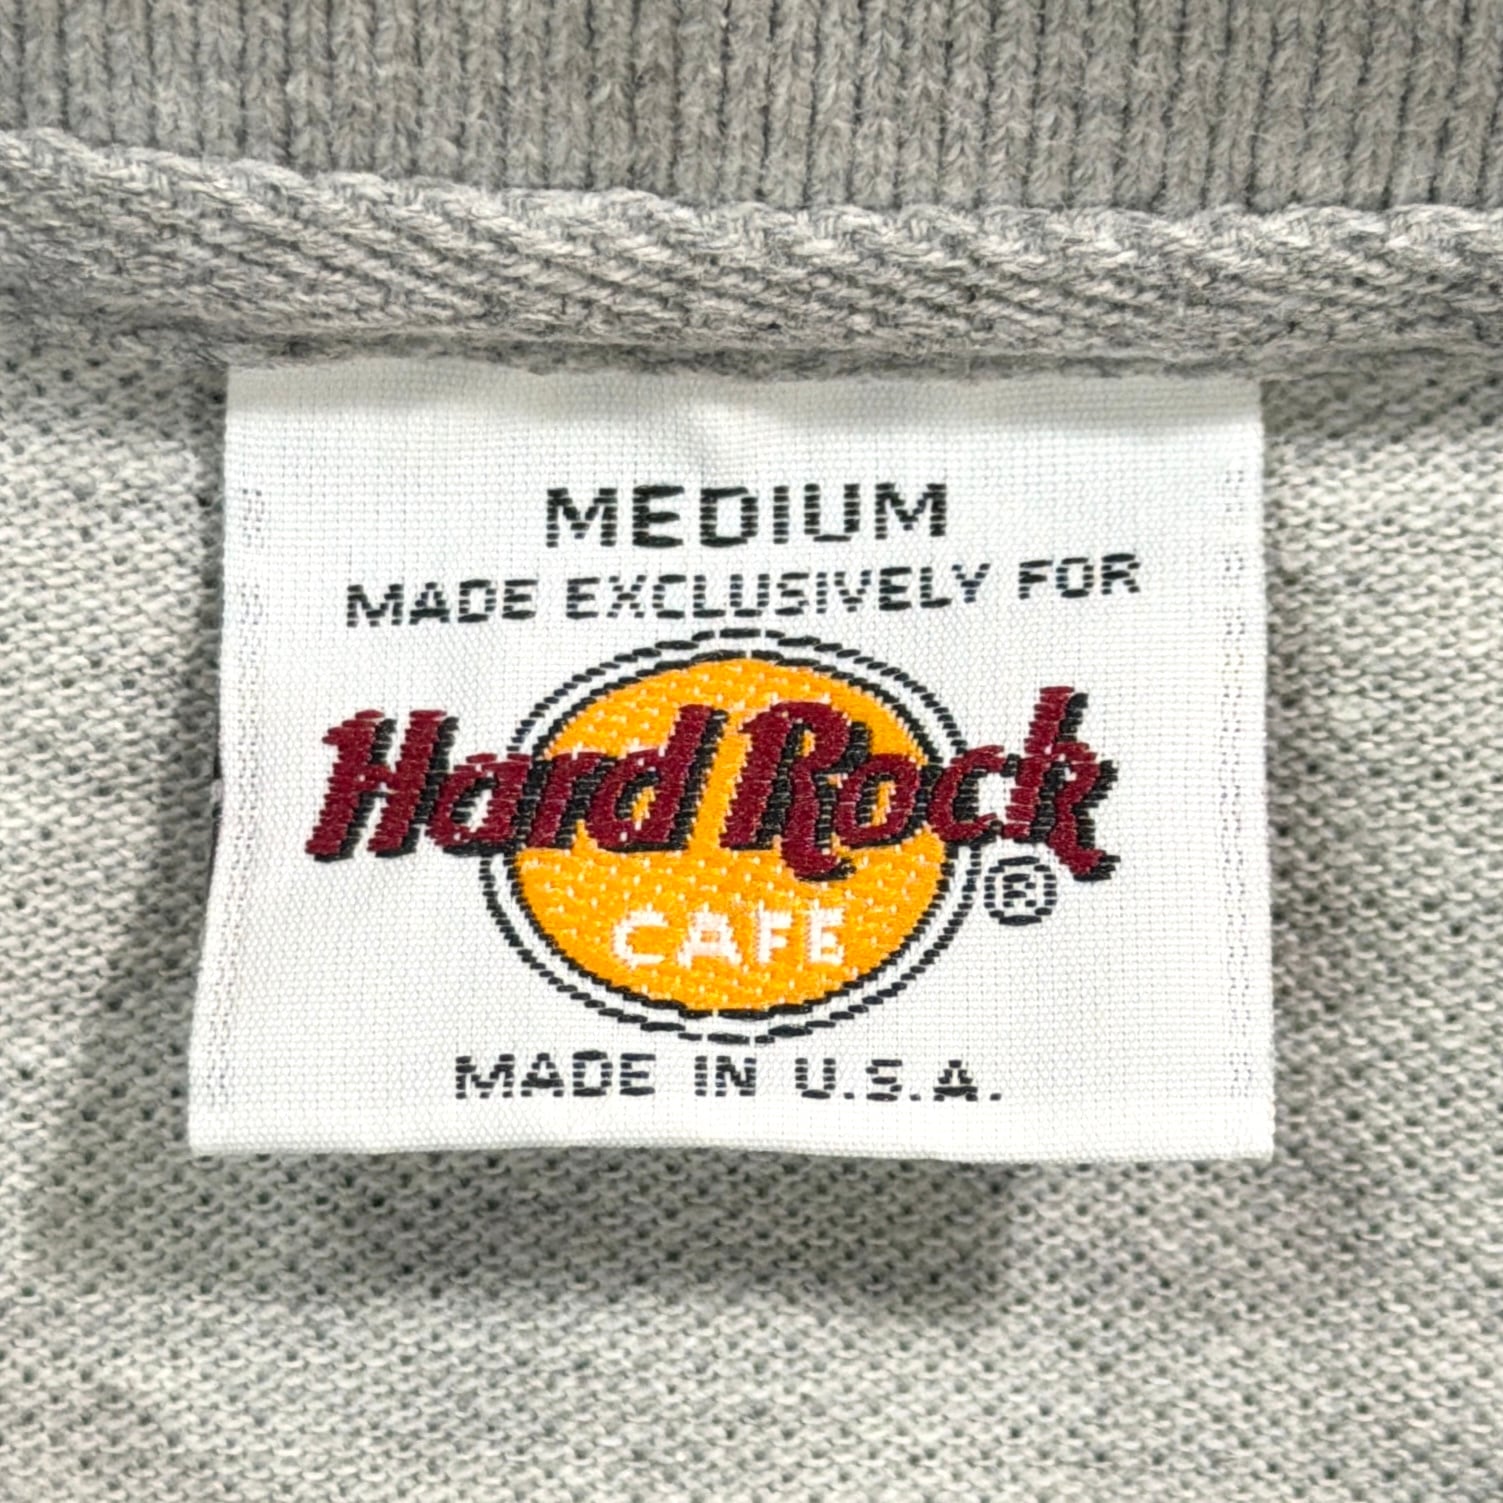 MEDIUM
MADE EXCLUSIVELY FOR
Hard Rock
®
CAFE
MADE IN U.S.A.